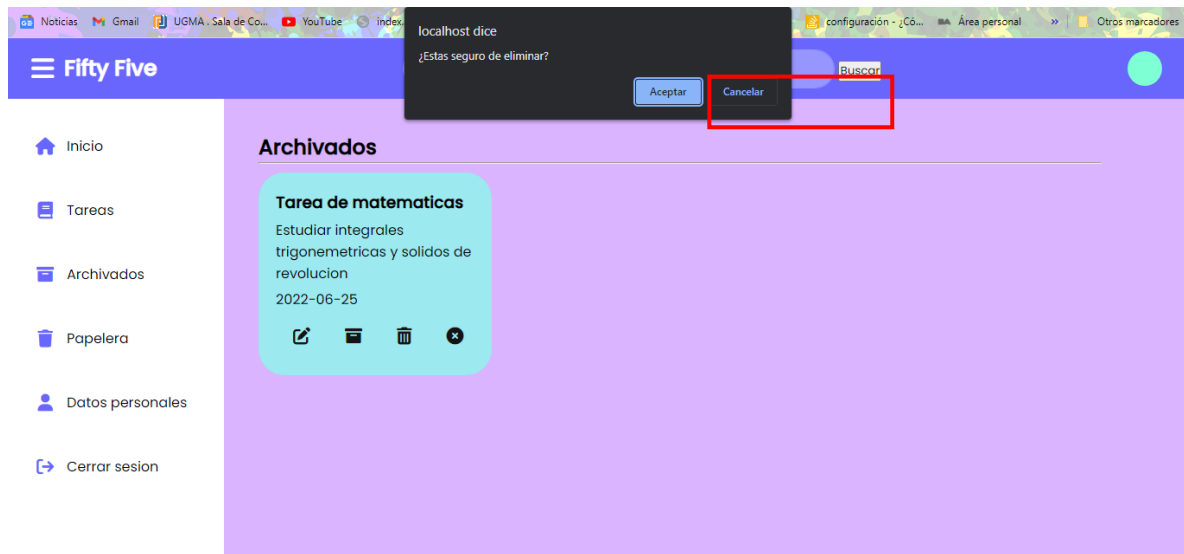 Noticias
Gmail
UGMA . Sala de Co...
YouTube
index.
configuración - ¿Có...
Área personal
»
Otros marcadores
localhost dice
¿Estas seguro de eliminar?
Aceptar
Cancelar
Fifty Five
Buscar
Inicio
Tareas
Archivados
Papelera
Datos personales
Cerrar sesion
Archivados
Tarea de matematicas
Estudiar integrales
trigonemetricas y solidos de
revolucion
2022-06-25